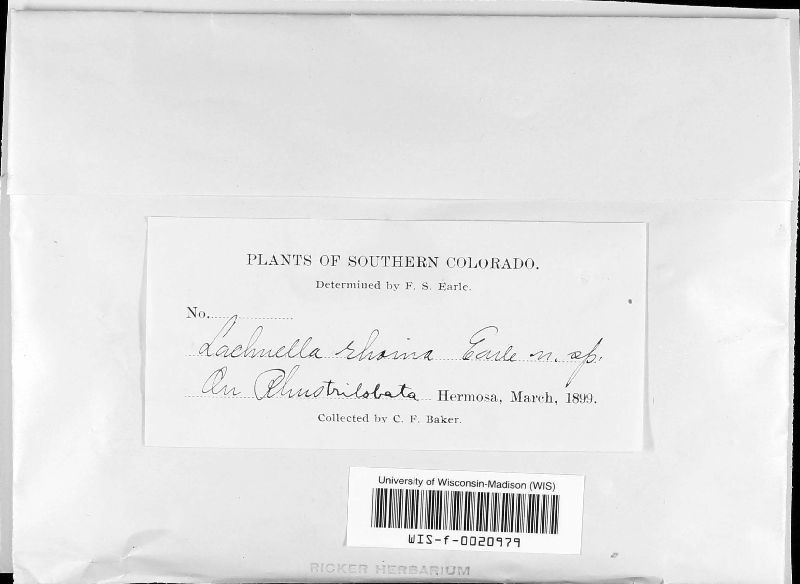 PLANTS OF SOUTHERN COLORADO.
Determined by F. S. Earle.
No.
Lachnella rhoina Earle n. sp.
On Rhus trilobata Hermosa, March, 1899.
Collected by C. F. Baker.
University of Wisconsin-Madison (WIS)
WIS-f-0020979
RICKER HERBARIUM